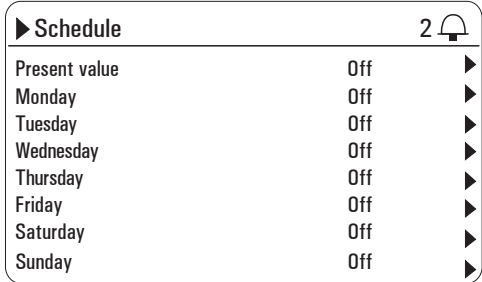 Schedule 2
Present value Off
Monday Off
Tuesday Off
Wednesday Off
Thursday Off
Friday Off
Saturday Off
Sunday Off